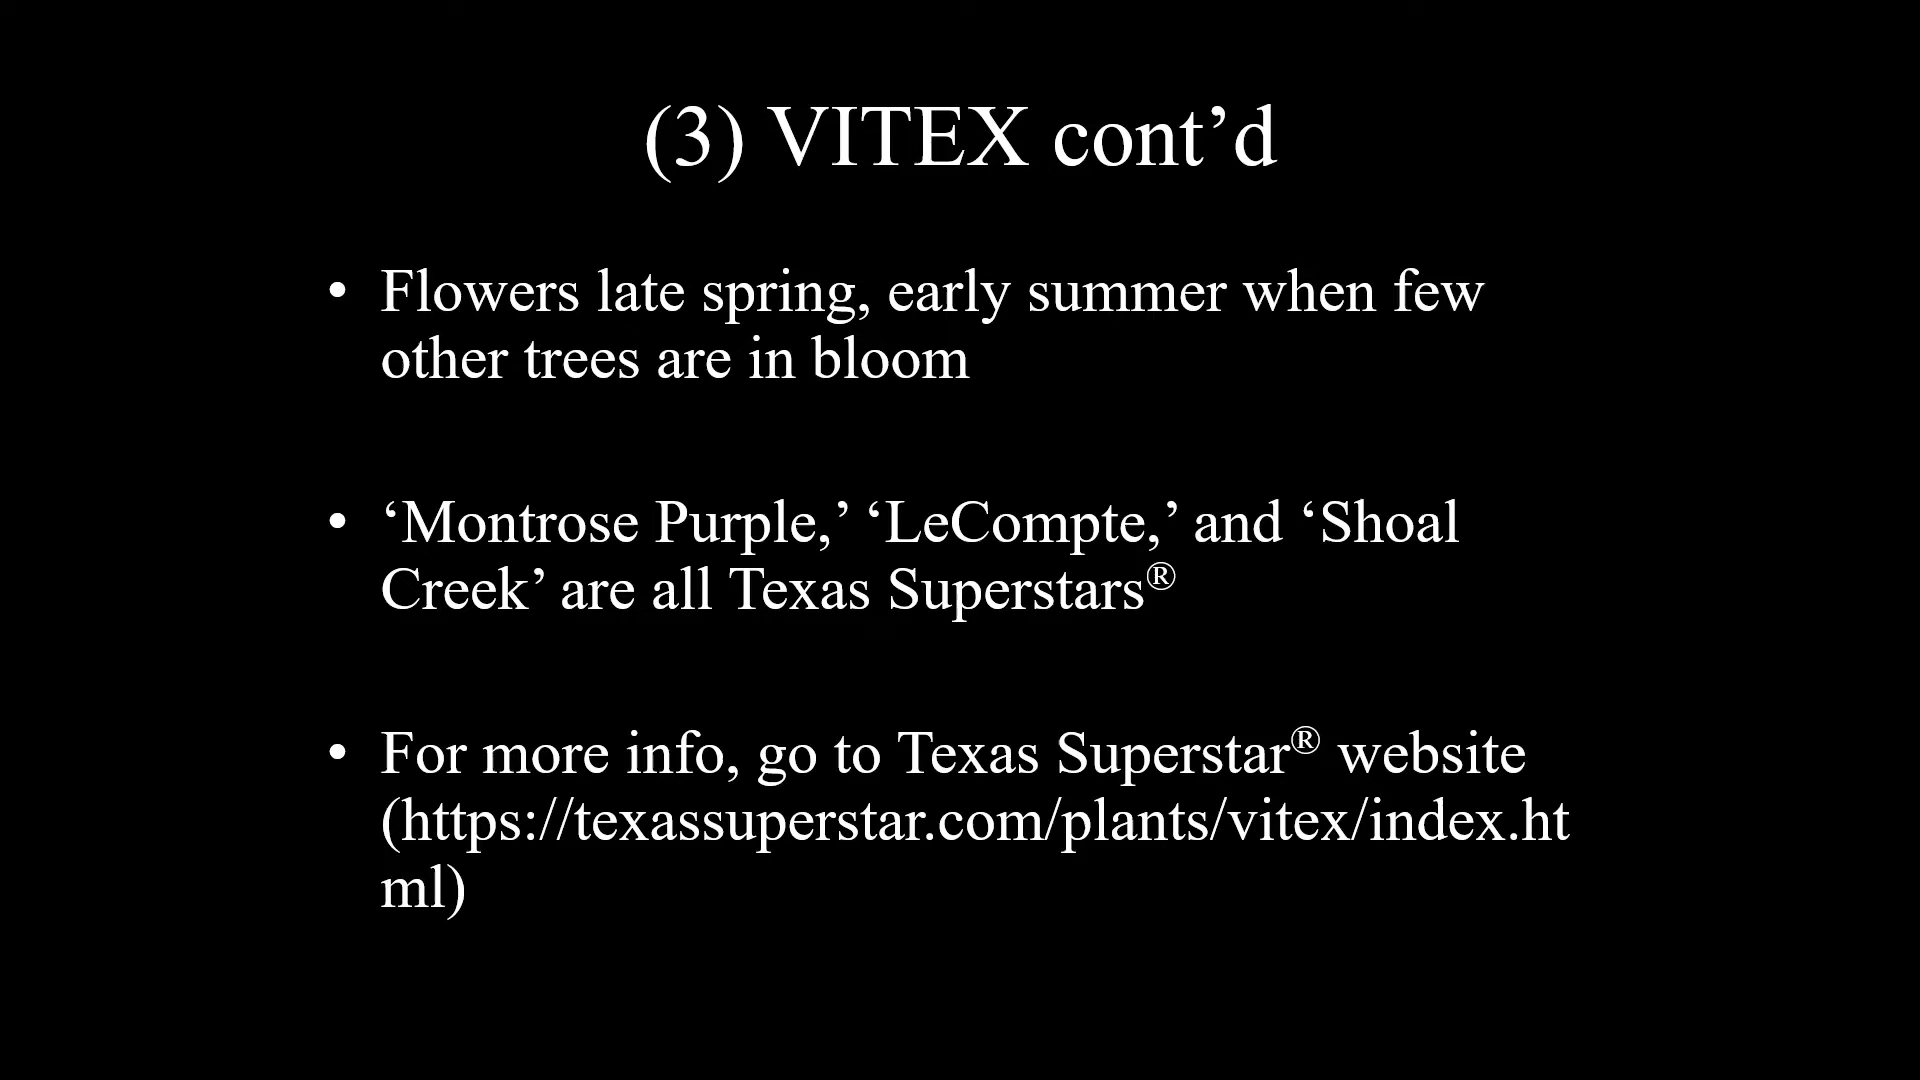 (3) VITEX cont’d
• Flowers late spring, early summer when few
other trees are in bloom
• ‘Montrose Purple,’ ‘LeCompte,’ and ‘Shoal
Creek’ are all Texas Superstars®
• For more info, go to Texas Superstar® website
(https://texassuperstar.com/plants/vitex/index.ht
ml)